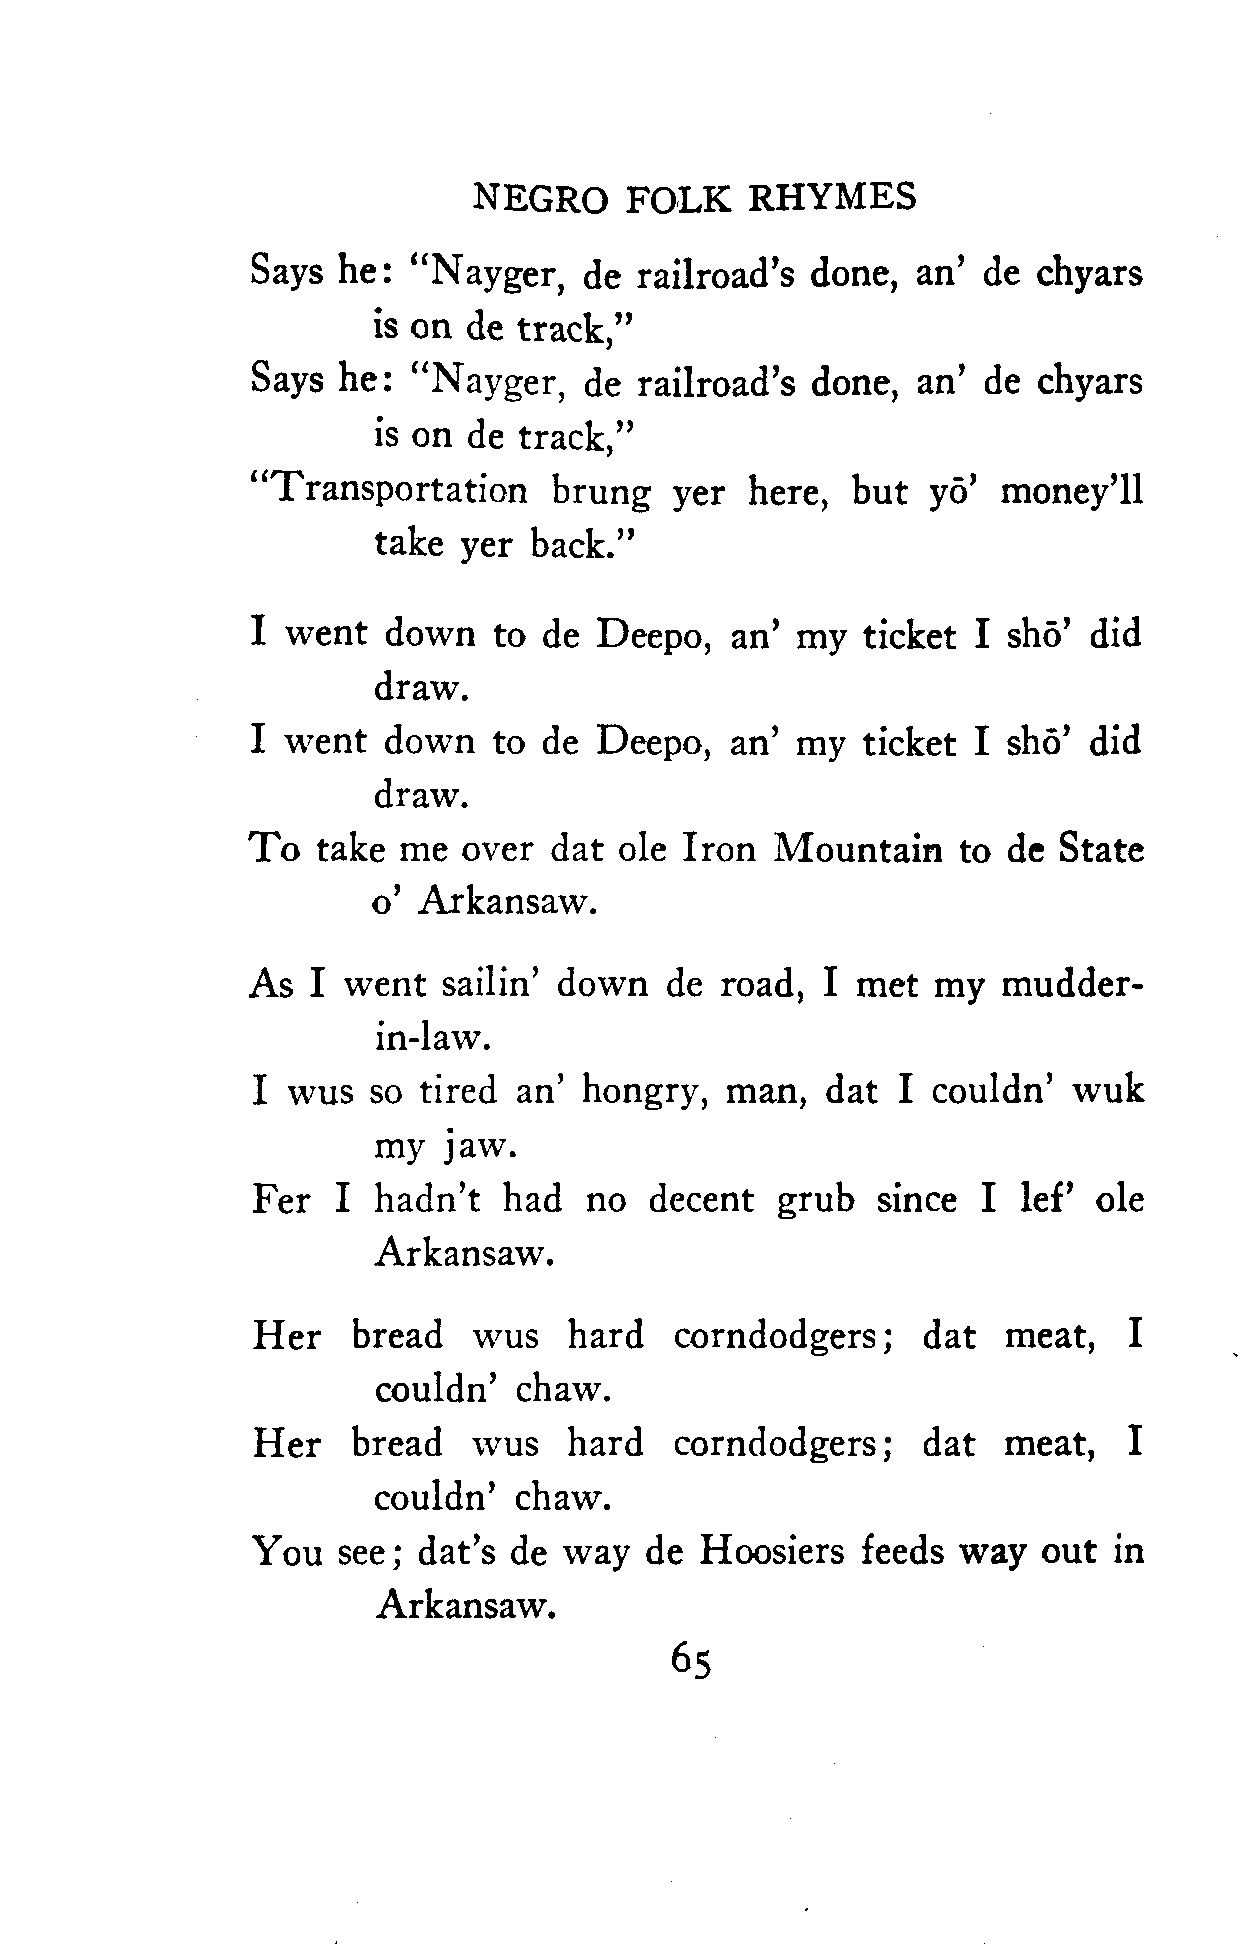 NEGRO FOLK RHYMES
Says he: "Nayger, de railroad's done, an' de chyars
is on de track,"
Says he: "Nayger, de railroad's done, an' de chyars
is on de track,"
"Transportation brung yer here, but yō' money'll
take yer back."
I went down to de Deepo, an' my ticket I shō' did
draw.
I went down to de Deepo, an' my ticket I shō' did
draw.
To take me over dat ole Iron Mountain to de State
o' Arkansaw.
As I went sailin' down de road, I met my mudder-
in-law.
I wus so tired an' hongry, man, dat I couldn' wuk
my jaw.
Fer I hadn't had no decent grub since I lef' ole
Arkansaw.
Her bread wus hard corndodgers; dat meat, I
couldn' chaw.
Her bread wus hard corndodgers; dat meat, I
couldn' chaw.
You see; dat's de way de Hoosiers feeds way out in
Arkansaw.
65